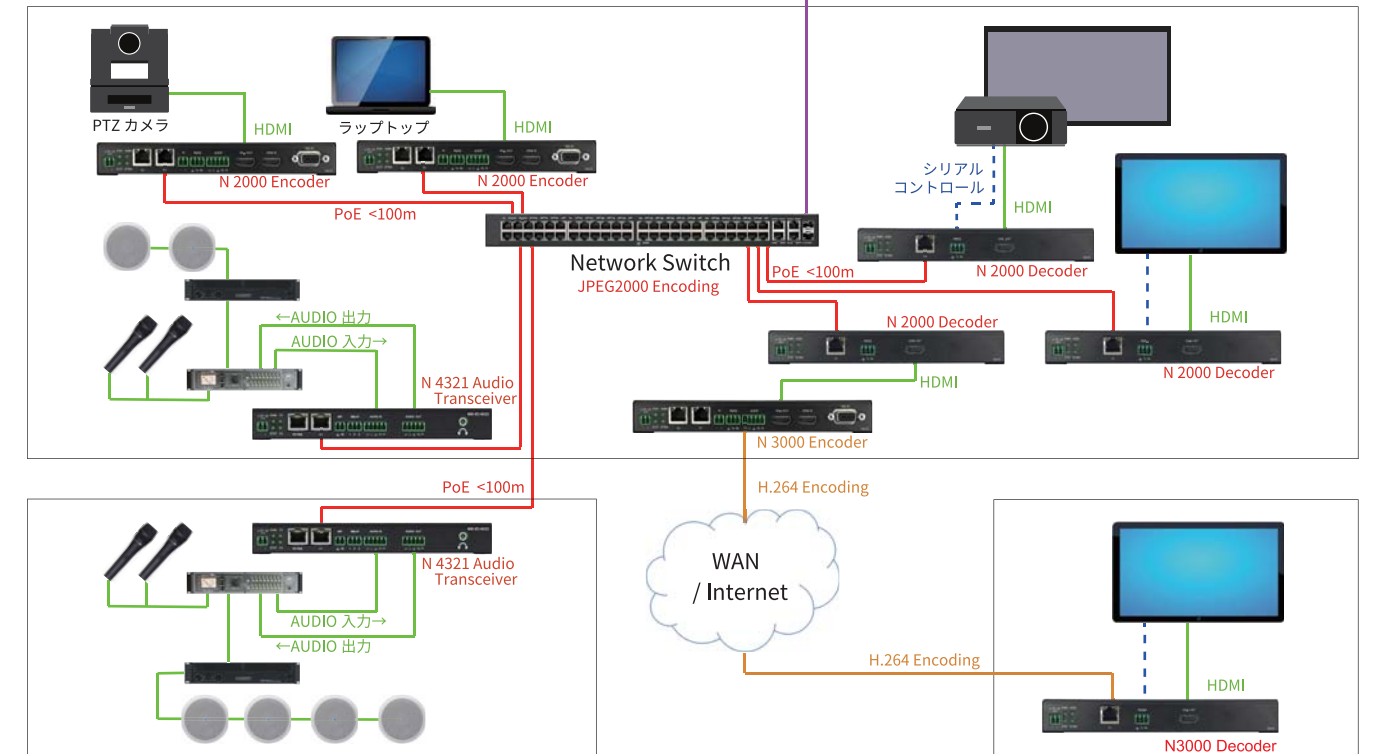 PTZ カメラ
HDMI
ラップトップ
HDMI
N 2000 Encoder
N 2000 Encoder
PoE <100m
シリアル
コントロール
HDMI
Network Switch
JPEG2000 Encoding
PoE <100m
N 2000 Decoder
←AUDIO 出力
AUDIO 入力→
N 2000 Decoder
HDMI
N 2000 Decoder
N 4321 Audio
Transceiver
HDMI
N 3000 Encoder
PoE <100m
H.264 Encoding
N 4321 Audio
Transceiver
WAN
/ Internet
AUDIO 入力→
←AUDIO 出力
H.264 Encoding
HDMI
N3000 Decoder